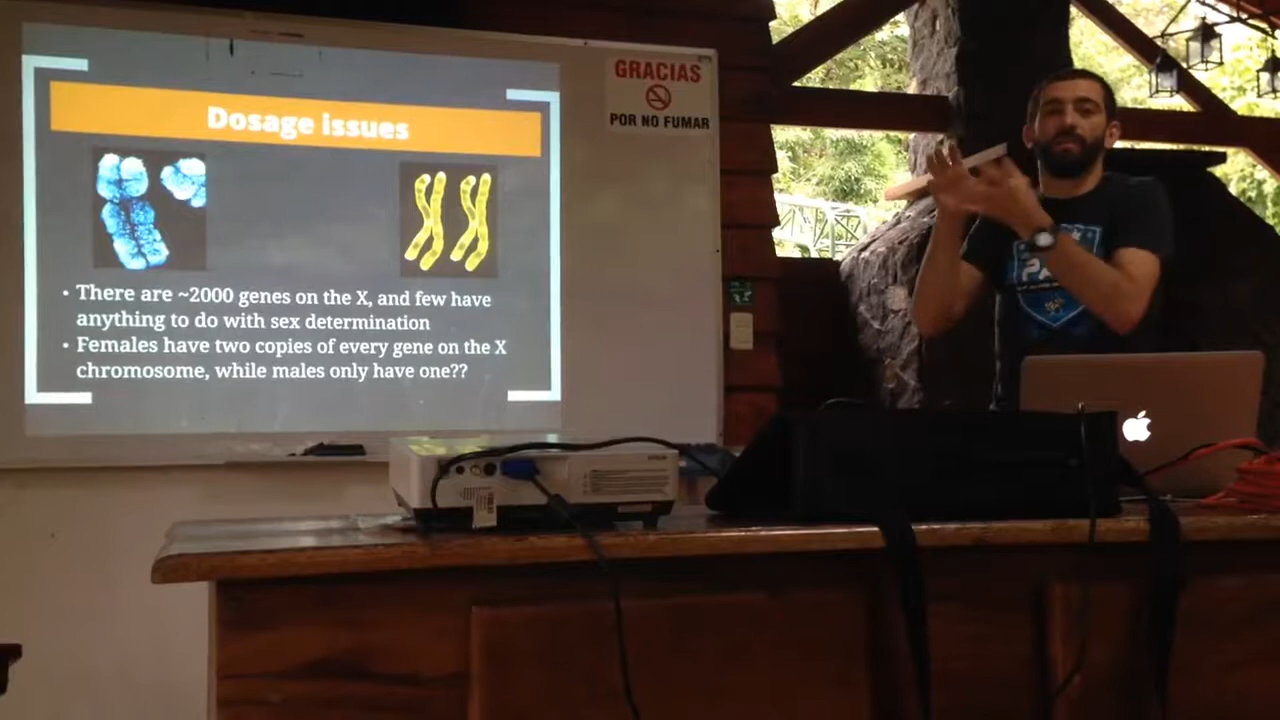 Dosage issues
• There are ~2000 genes on the X, and few have
anything to do with sex determination
• Females have two copies of every gene on the X
chromosome, while males only have one??
GRACIAS
POR NO FUMAR